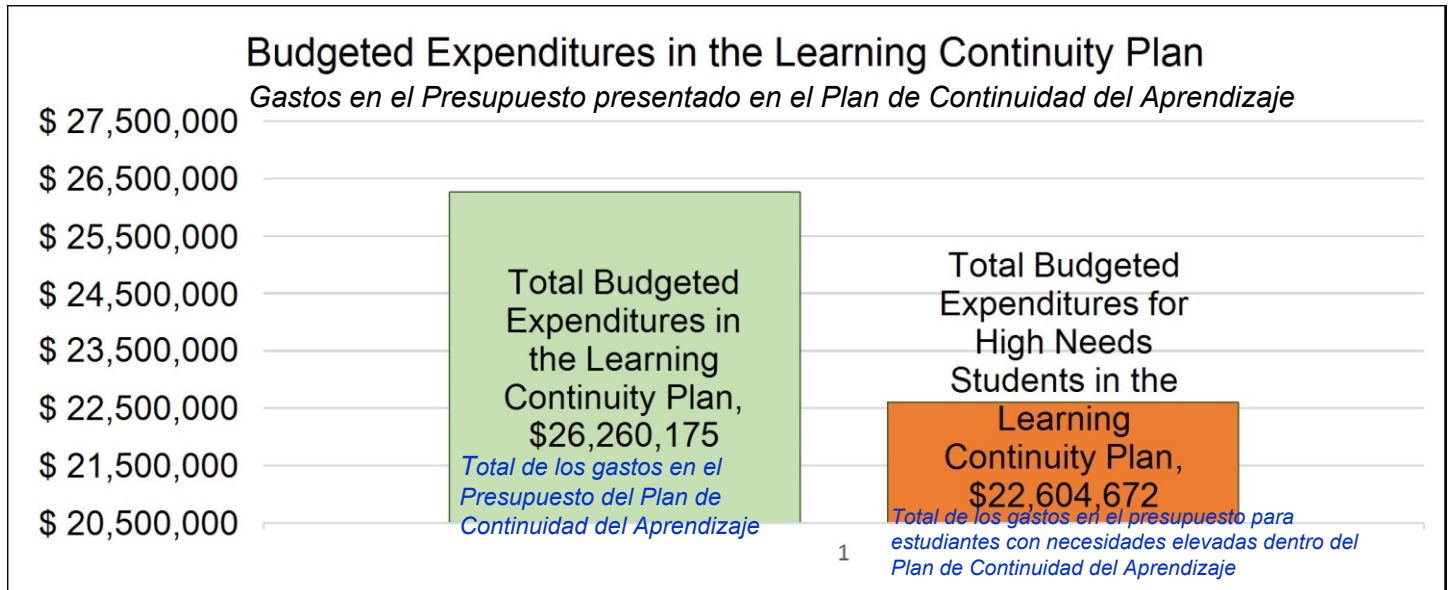 Budgeted Expenditures in the Learning Continuity Plan
Gastos en el Presupuesto presentado en el Plan de Continuidad del Aprendizaje
$ 27,500,000
$ 26,500,000
$ 25,500,000
$ 24,500,000
$ 23,500,000
$ 22,500,000
$ 21,500,000
$ 20,500,000
Total Budgeted
Expenditures in
the Learning
Continuity Plan,
$26,260,175
Total de los gastos en el
Presupuesto del Plan de
Continuidad del Aprendizaje
Total Budgeted
Expenditures for
High Needs
Students in the
Learning
Continuity Plan,
$22,604,672
Total de los gastos en el presupuesto para
estudiantes con necesidades elevadas dentro del
Plan de Continuidad del Aprendizaje
1